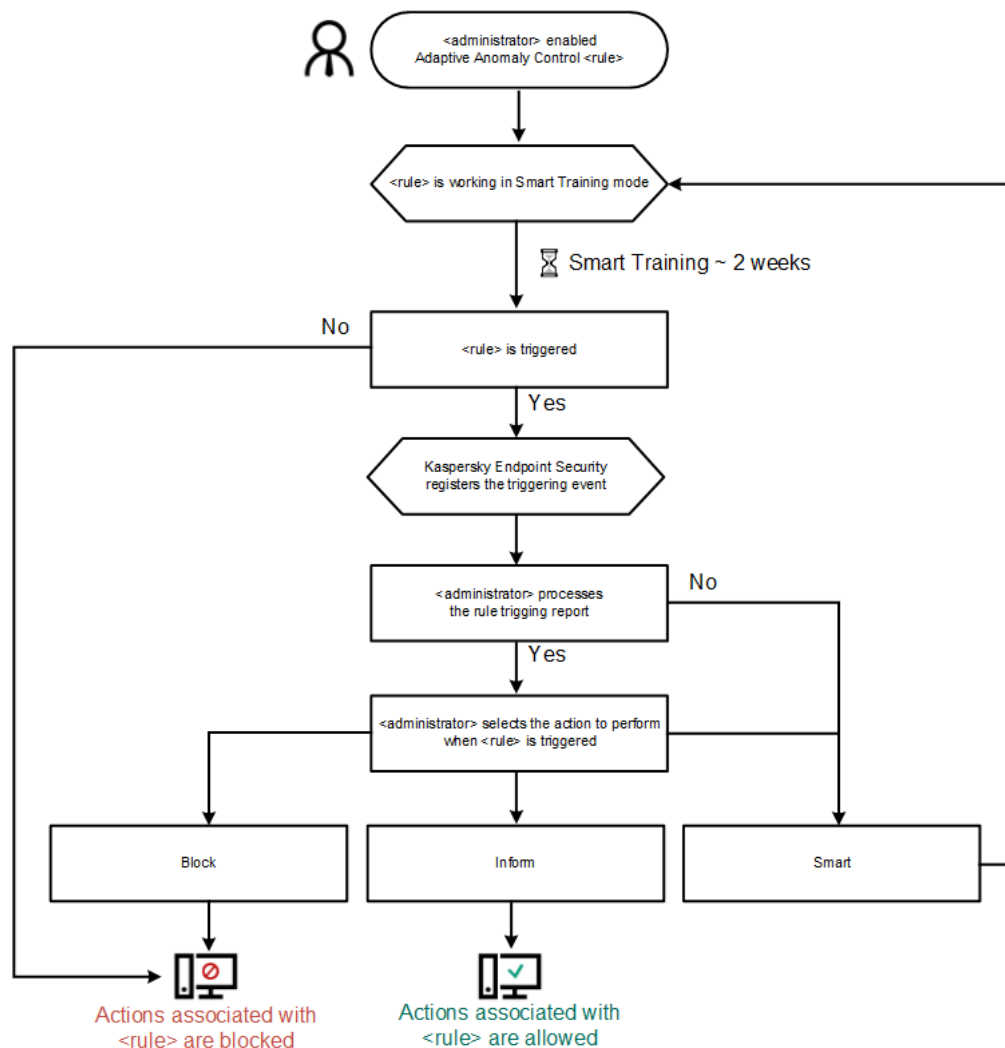 <administrator> enabled
Adaptive Anomaly Control <rule>
<rule> is working in Smart Training mode
Smart Training ~ 2 weeks
No
<rule> is triggered
Yes
Kaspersky Endpoint Security
registers the triggering event
<administrator> processes
the rule trigging report
No
Yes
<administrator> selects the action to perform
when <rule> is triggered
Block
Inform
Smart
Actions associated with
<rule> are blocked
Actions associated with
<rule> are allowed